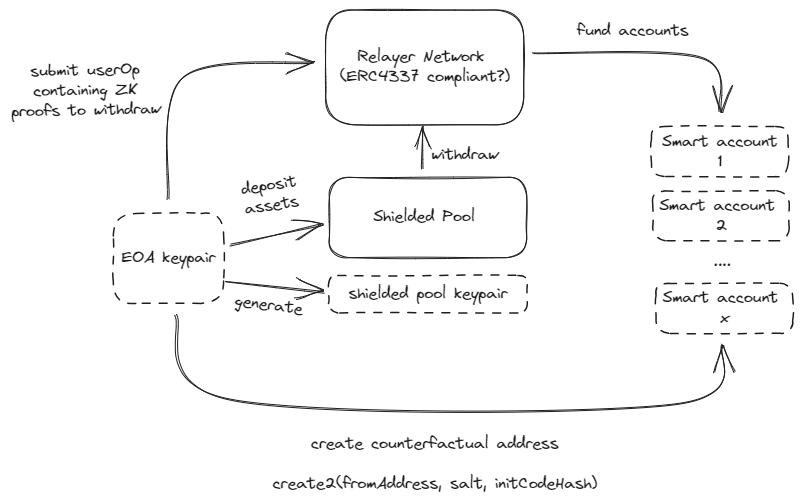 fund accounts
Relayer Network
(ERC4337 compliant?)
submit userOp
containing ZK
proofs to withdraw
Smart account
1
withdraw
deposit
assets
Smart account
2
Shielded Pool
EOA keypair
....
shielded pool keypair
generate
Smart account
x
create counterfactual address
create2(fromAddress, salt, initCodeHash)